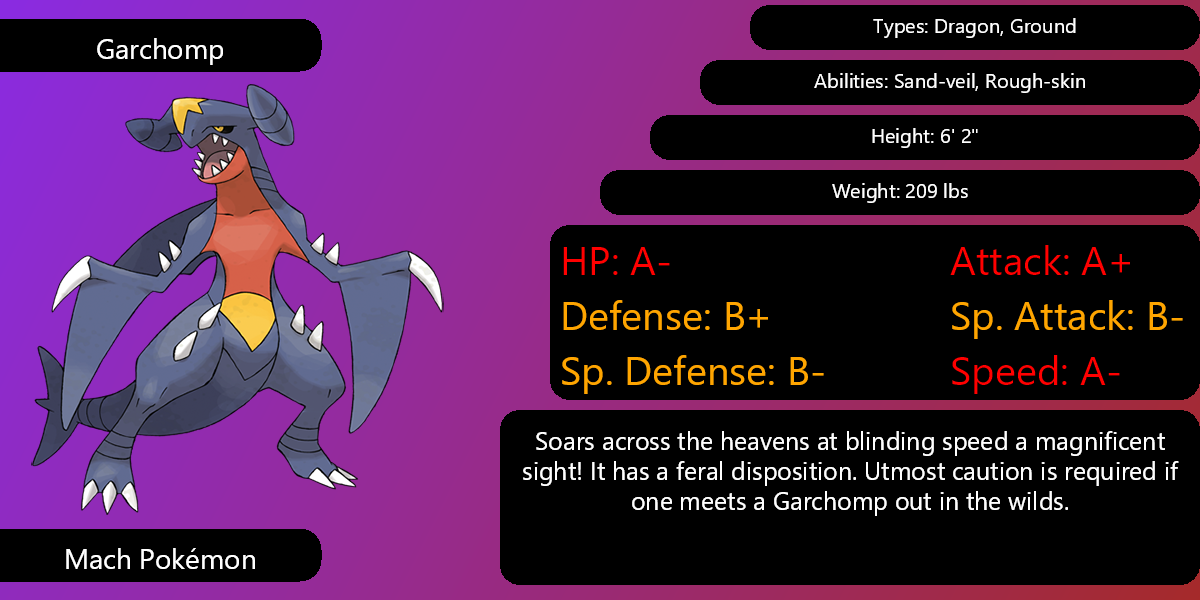 Garchomp
Types: Dragon, Ground
Abilities: Sand-veil, Rough-skin
Height: 6' 2"
Weight: 209 lbs
HP: A-
Attack: A+
Defense: B+
Sp. Attack: B-
Sp. Defense: B-
Speed: A-
Soars across the heavens at blinding speed a magnificent
sight! It has a feral disposition. Utmost caution is required if
one meets a Garchomp out in the wilds.
Mach Pokémon